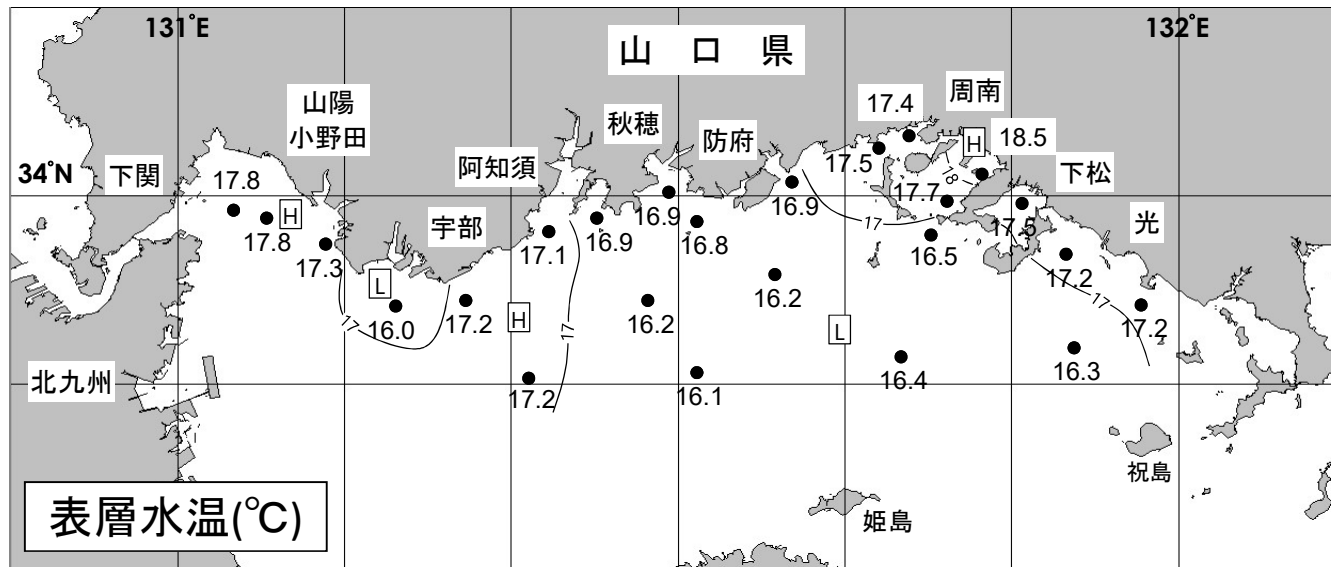 131°E
132°E
山口県
周南
17.4
山陽
小野田
秋穂
H
18.5
防府
17.5
下松
阿知須
34°N
下関
18
17.8
17.7
16.9
16.9
H
宇部
17.5
光
17.8
16.9
16.8
17
17.3
17.1
16.5
17.2
L
16.2
17
16.0
17.2
H
17
16.2
L
17.2
17
16.3
16.4
北九州
17.2
16.1
祝島
表層水温(℃)
姫島